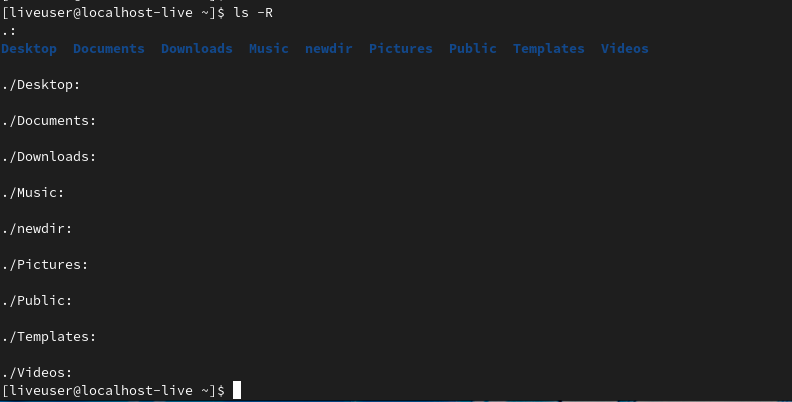 [liveuser@localhost-live ~]$ ls -R
.:
Desktop  Documents  Downloads  Music  newdir  Pictures  Public  Templates  Videos
./Desktop:
./Documents:
./Downloads:
./Music:
./newdir:
./Pictures:
./Public:
./Templates:
./Videos:
[liveuser@localhost-live ~]$